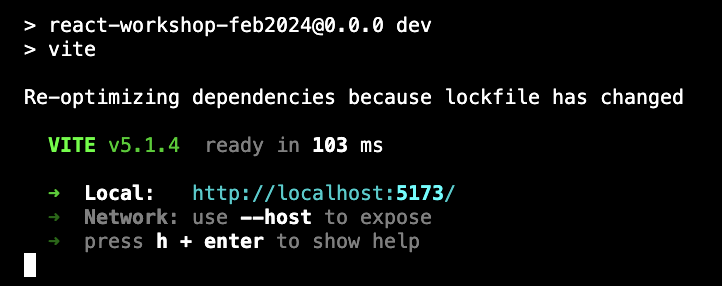 > react-workshop-feb2024@0.0.0 dev
> vite
Re-optimizing dependencies because lockfile has changed
VITE v5.1.4 ready in 103 ms
➜ Local: http://localhost:5173/
➜ Network: use --host to expose
➜ press h + enter to show help